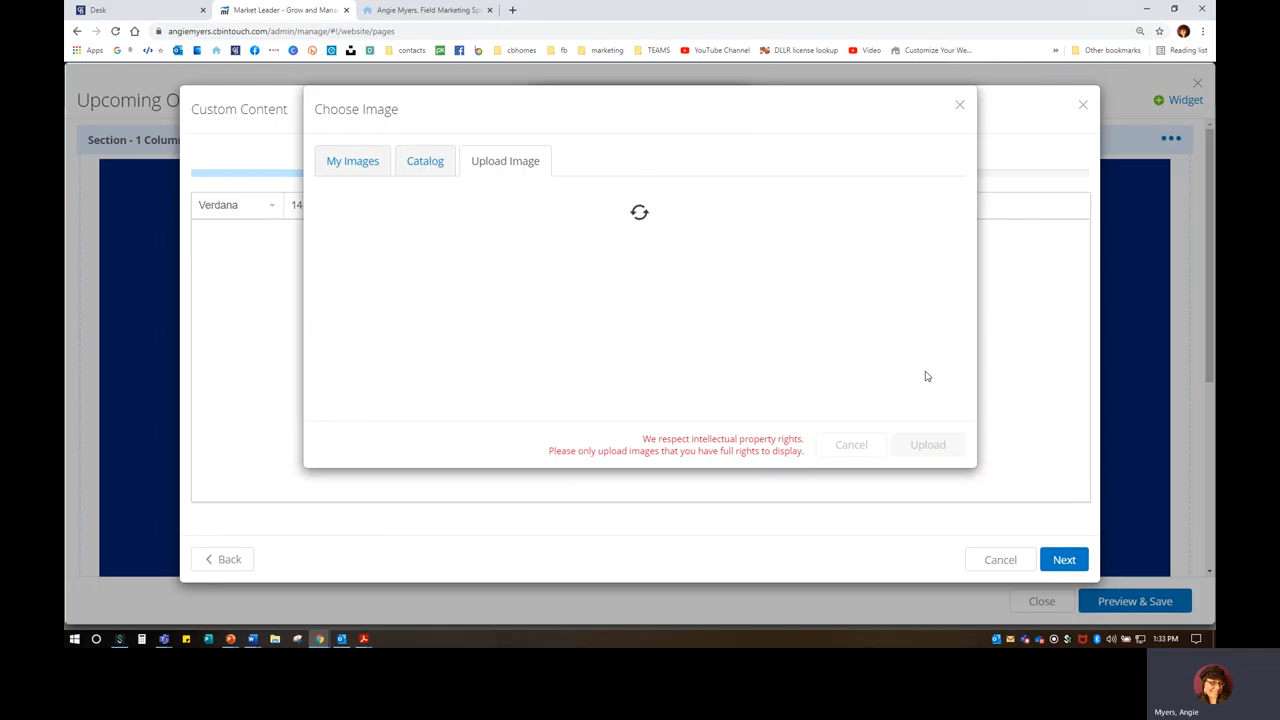 Desk
Market Leader - Grow and Mana
Angie Myers, Field Marketing Sp
angiemyers.cbintouch.com/admin/manage/#!/website/pages
Apps
contacts
cbhomes
fb
marketing
TEAMS
YouTube Channel
DLLR license lookup
Video
Customize Your We...
Other bookmarks
Reading list
Upcoming O
Custom Content
Choose Image
Widget
Section - 1 Column
My Images
Catalog
Upload Image
Verdana
14
We respect intellectual property rights.
Please only upload images that you have full rights to display.
Cancel
Upload
Back
Cancel
Next
Close
Preview & Save
1:33 PM
Myers, Angie